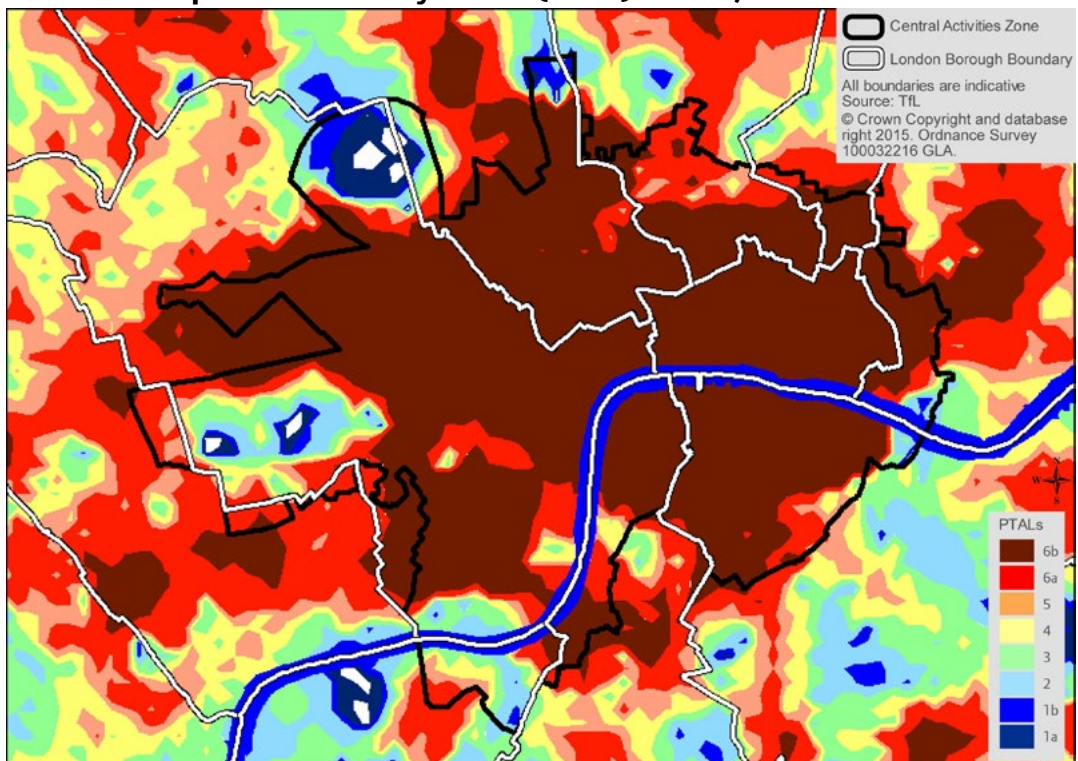 Central Activities Zone
London Borough Boundary
All boundaries are indicative
Source: TfL
© Crown Copyright and database
right 2015. Ordnance Survey
100032216 GLA.
N
W
E
S
PTALs
6b
6a
5
4
3
2
1b
1a